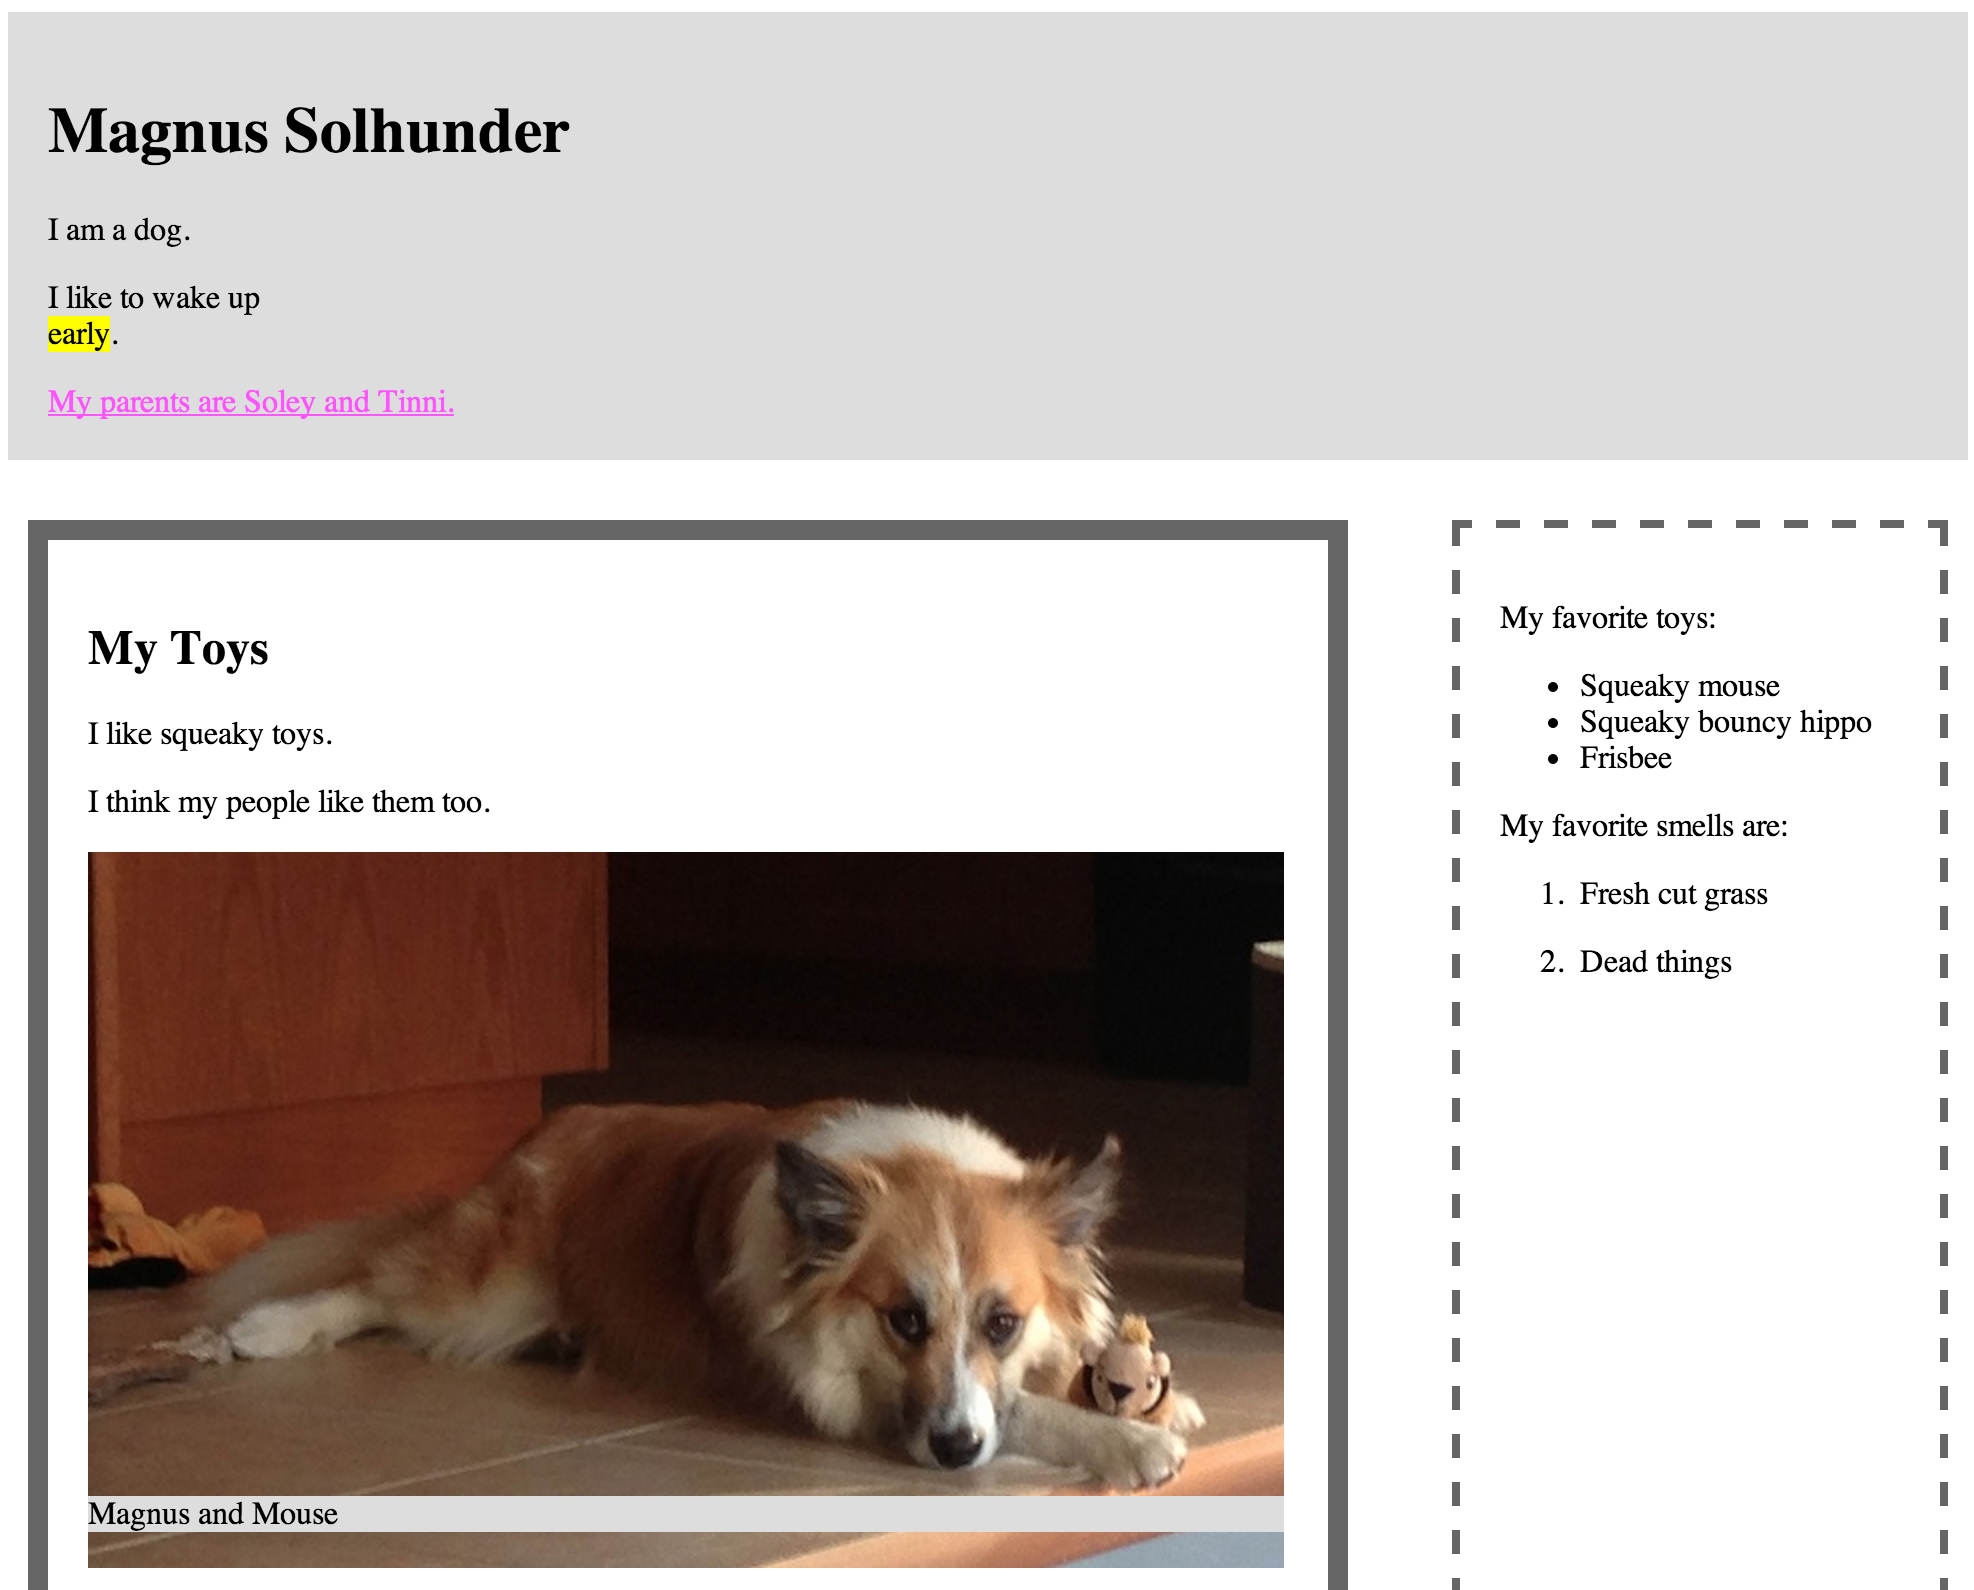 Magnus Solhunder
I am a dog.
I like to wake up
early.
My parents are Soley and Tinni.
My Toys
I like squeaky toys.
I think my people like them too.
Magnus and Mouse
My favorite toys:
• Squeaky mouse
• Squeaky bouncy hippo
• Frisbee
My favorite smells are:
1. Fresh cut grass
2. Dead things